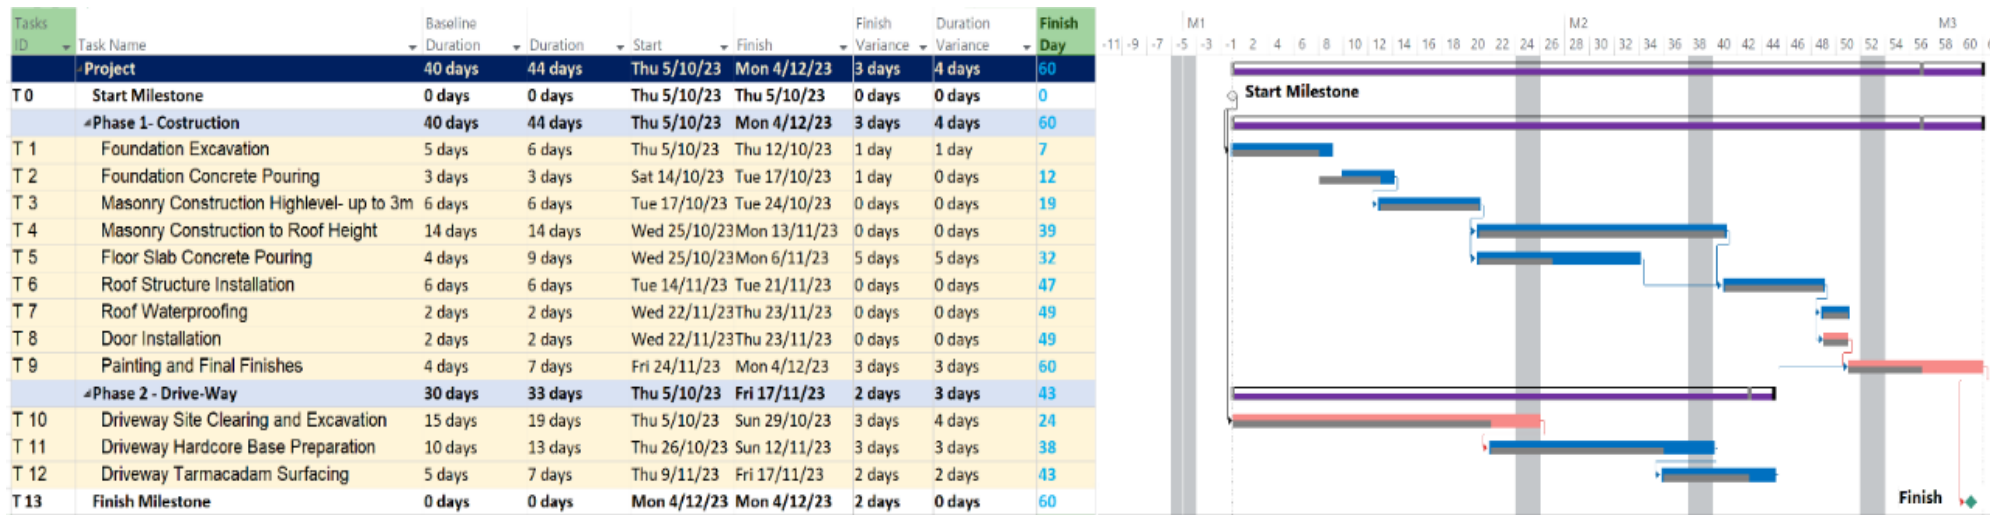 Tasks ID Task Name Baseline Duration Duration Start Finish Finish Variance Duration Variance Finish Day
M1 M2 M3
-11 -9 -7 -5 -3 -1 2 4 6 8 10 12 14 16 18 20 22 24 26 28 30 32 34 36 38 40 42 44 46 48 50 52 54 56 58 60
Project 40 days 44 days Thu 5/10/23 Mon 4/12/23 3 days 4 days 60
T 0 Start Milestone 0 days 0 days Thu 5/10/23 Thu 5/10/23 0 days 0 days 0 Start Milestone
Phase 1- Costruction 40 days 44 days Thu 5/10/23 Mon 4/12/23 3 days 4 days 60
T 1 Foundation Excavation 5 days 6 days Thu 5/10/23 Thu 12/10/23 1 day 1 day 7
T 2 Foundation Concrete Pouring 3 days 3 days Sat 14/10/23 Tue 17/10/23 1 day 0 days 12
T 3 Masonry Construction Highlevel- up to 3m 6 days 6 days Tue 17/10/23 Tue 24/10/23 0 days 0 days 19
T 4 Masonry Construction to Roof Height 14 days 14 days Wed 25/10/23 Mon 13/11/23 0 days 0 days 39
T 5 Floor Slab Concrete Pouring 4 days 9 days Wed 25/10/23 Mon 6/11/23 5 days 5 days 32
T 6 Roof Structure Installation 6 days 6 days Tue 14/11/23 Tue 21/11/23 0 days 0 days 47
T 7 Roof Waterproofing 2 days 2 days Wed 22/11/23 Thu 23/11/23 0 days 0 days 49
T 8 Door Installation 2 days 2 days Wed 22/11/23 Thu 23/11/23 0 days 0 days 49
T 9 Painting and Final Finishes 4 days 7 days Fri 24/11/23 Mon 4/12/23 3 days 3 days 60
Phase 2 - Drive-Way 30 days 33 days Thu 5/10/23 Fri 17/11/23 2 days 3 days 43
T 10 Driveway Site Clearing and Excavation 15 days 19 days Thu 5/10/23 Sun 29/10/23 3 days 4 days 24
T 11 Driveway Hardcore Base Preparation 10 days 13 days Thu 26/10/23 Sun 12/11/23 3 days 3 days 38
T 12 Driveway Tarmacadam Surfacing 5 days 7 days Thu 9/11/23 Fri 17/11/23 2 days 2 days 43
T 13 Finish Milestone 0 days 0 days Mon 4/12/23 Mon 4/12/23 2 days 0 days 60 Finish